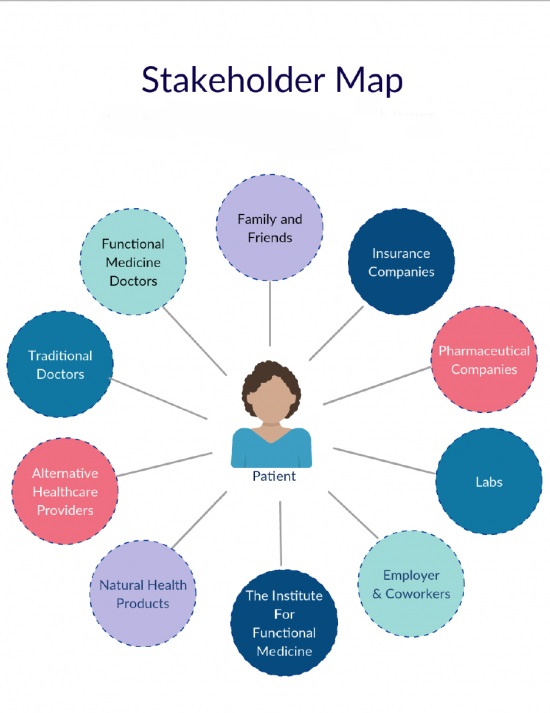 Stakeholder Map
Family and
Friends
Functional
Medicine
Doctors
Insurance
Companies
Traditional
Doctors
Pharmaceutical
Companies
Alternative
Healthcare
Providers
Patient
Labs
Natural Health
Products
The Institute
For
Functional
Medicine
Employer
& Coworkers